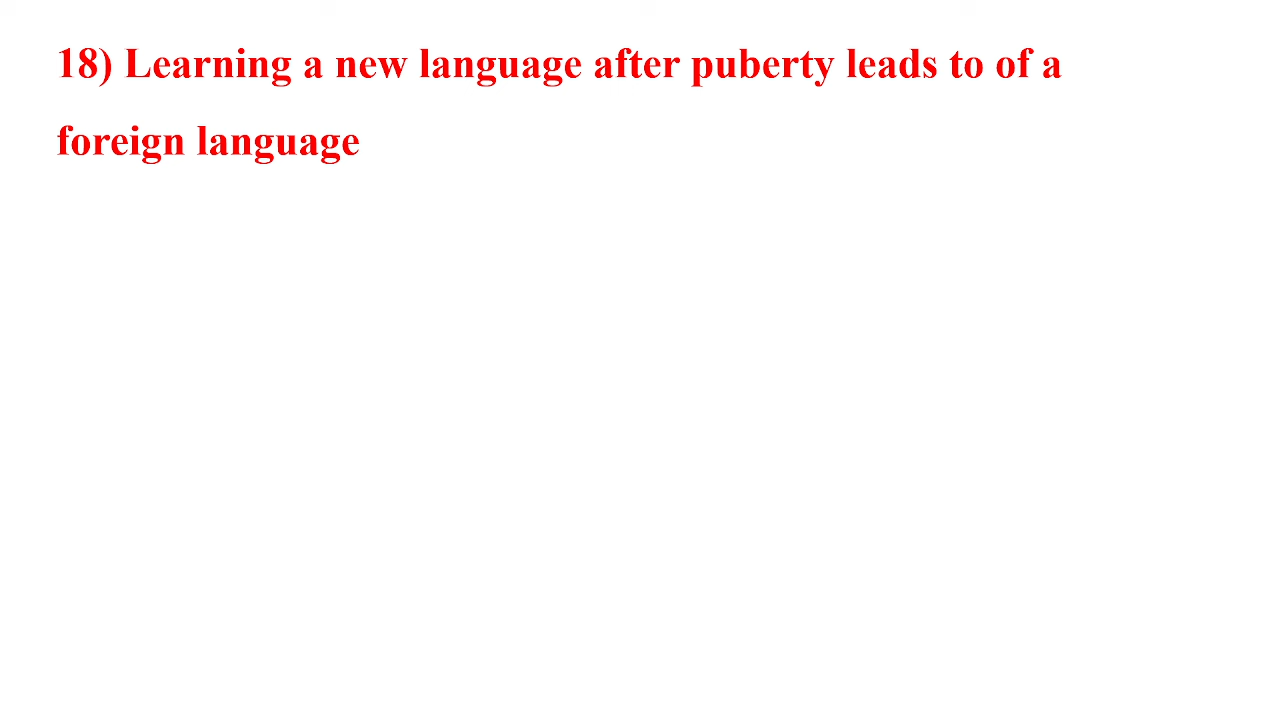 18) Learning a new language after puberty leads to of a
foreign language